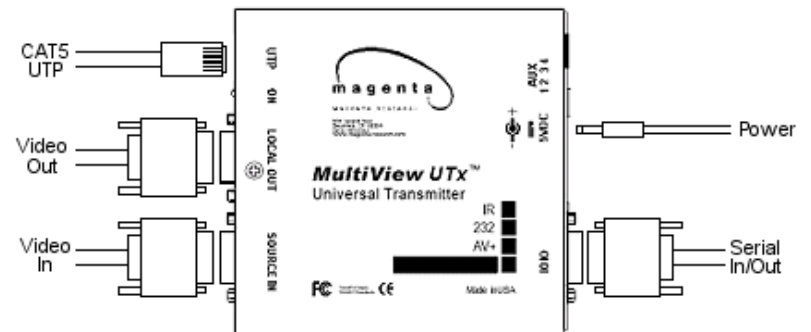 CAT5
UTP
Video
Out
Video
In
UTP
ON
LOCAL OUT
SOURCE IN
magenta
MultiView UTx™
Universal Transmitter
IR
232
AV+
FC CE
Made in USA
AUX
1 2 3 4
5VDC
IOIOI
Power
Serial
In/Out